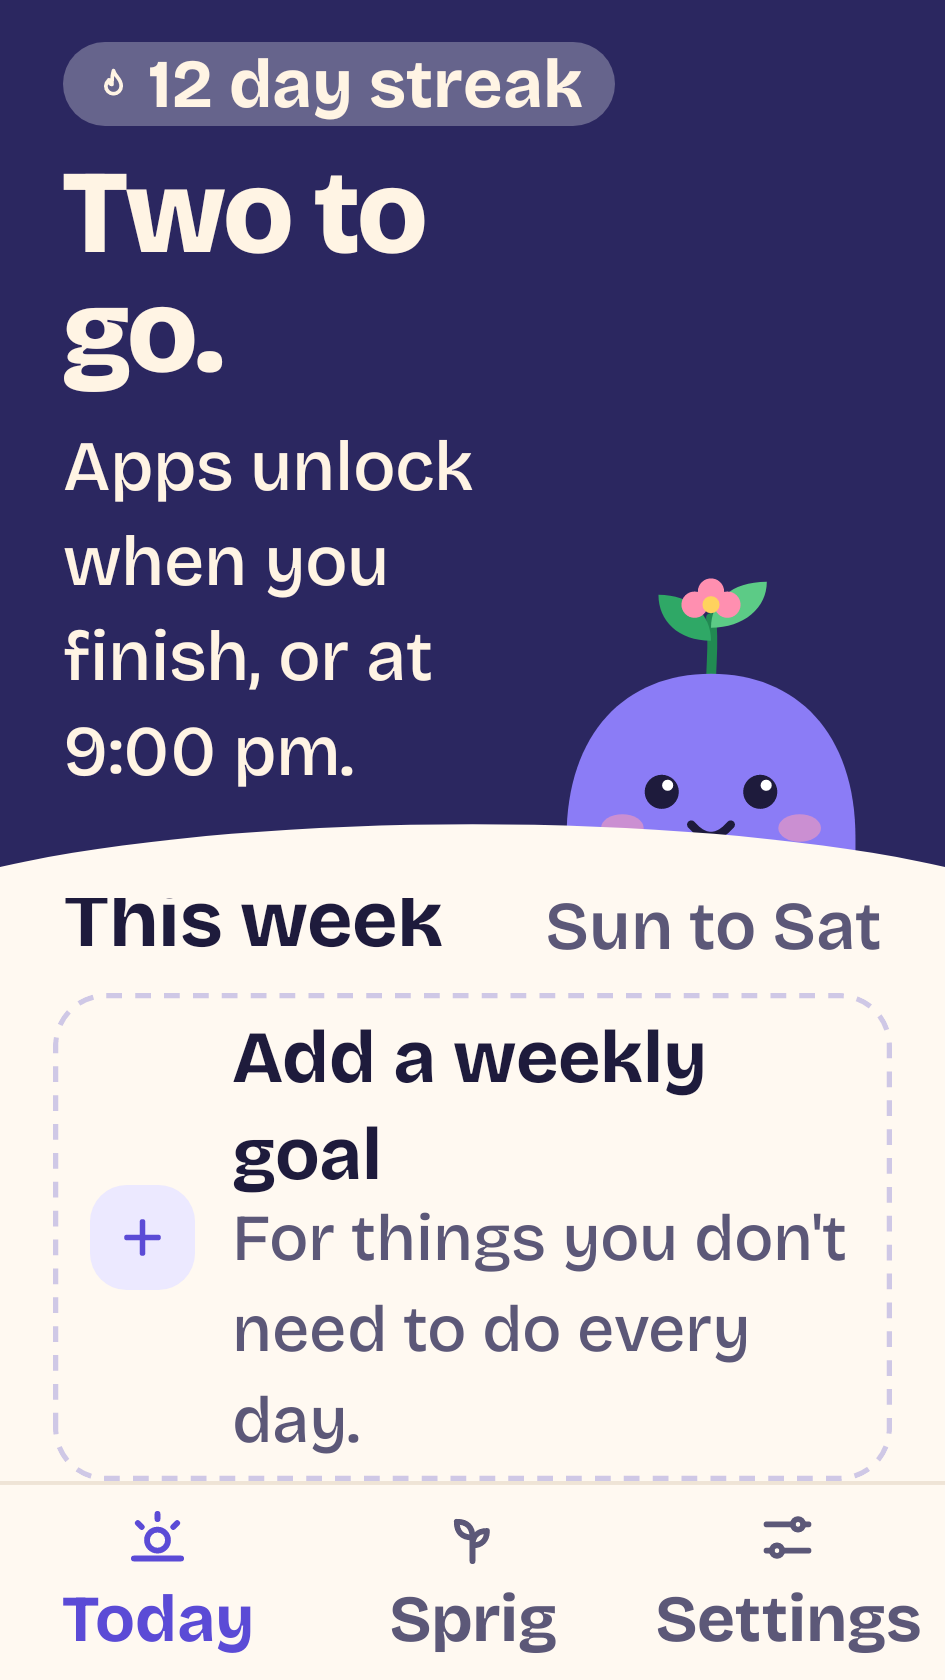 12 day streak
Two to
go.
Apps unlock
when you
finish, or at
9:00 pm.
This week
Sun to Sat
Add a weekly
goal
For things you don't
need to do every
day.
Today
Sprig
Settings